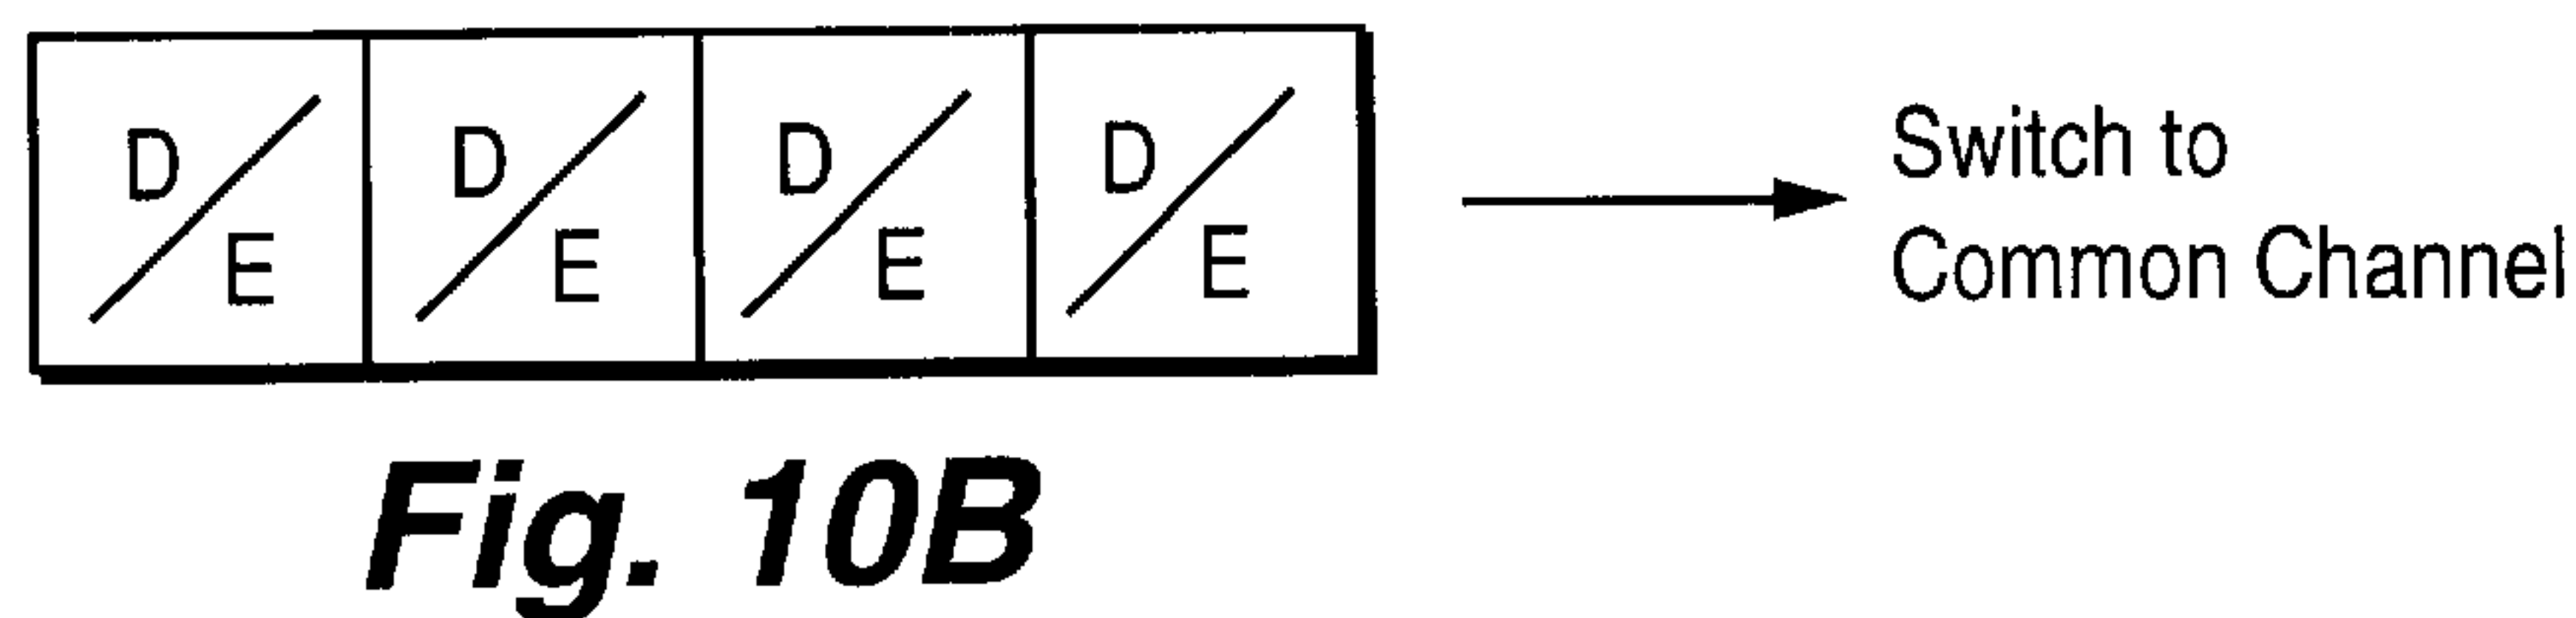 D/E D/E D/E D/E
Switch to
Common Channel
Fig. 10B